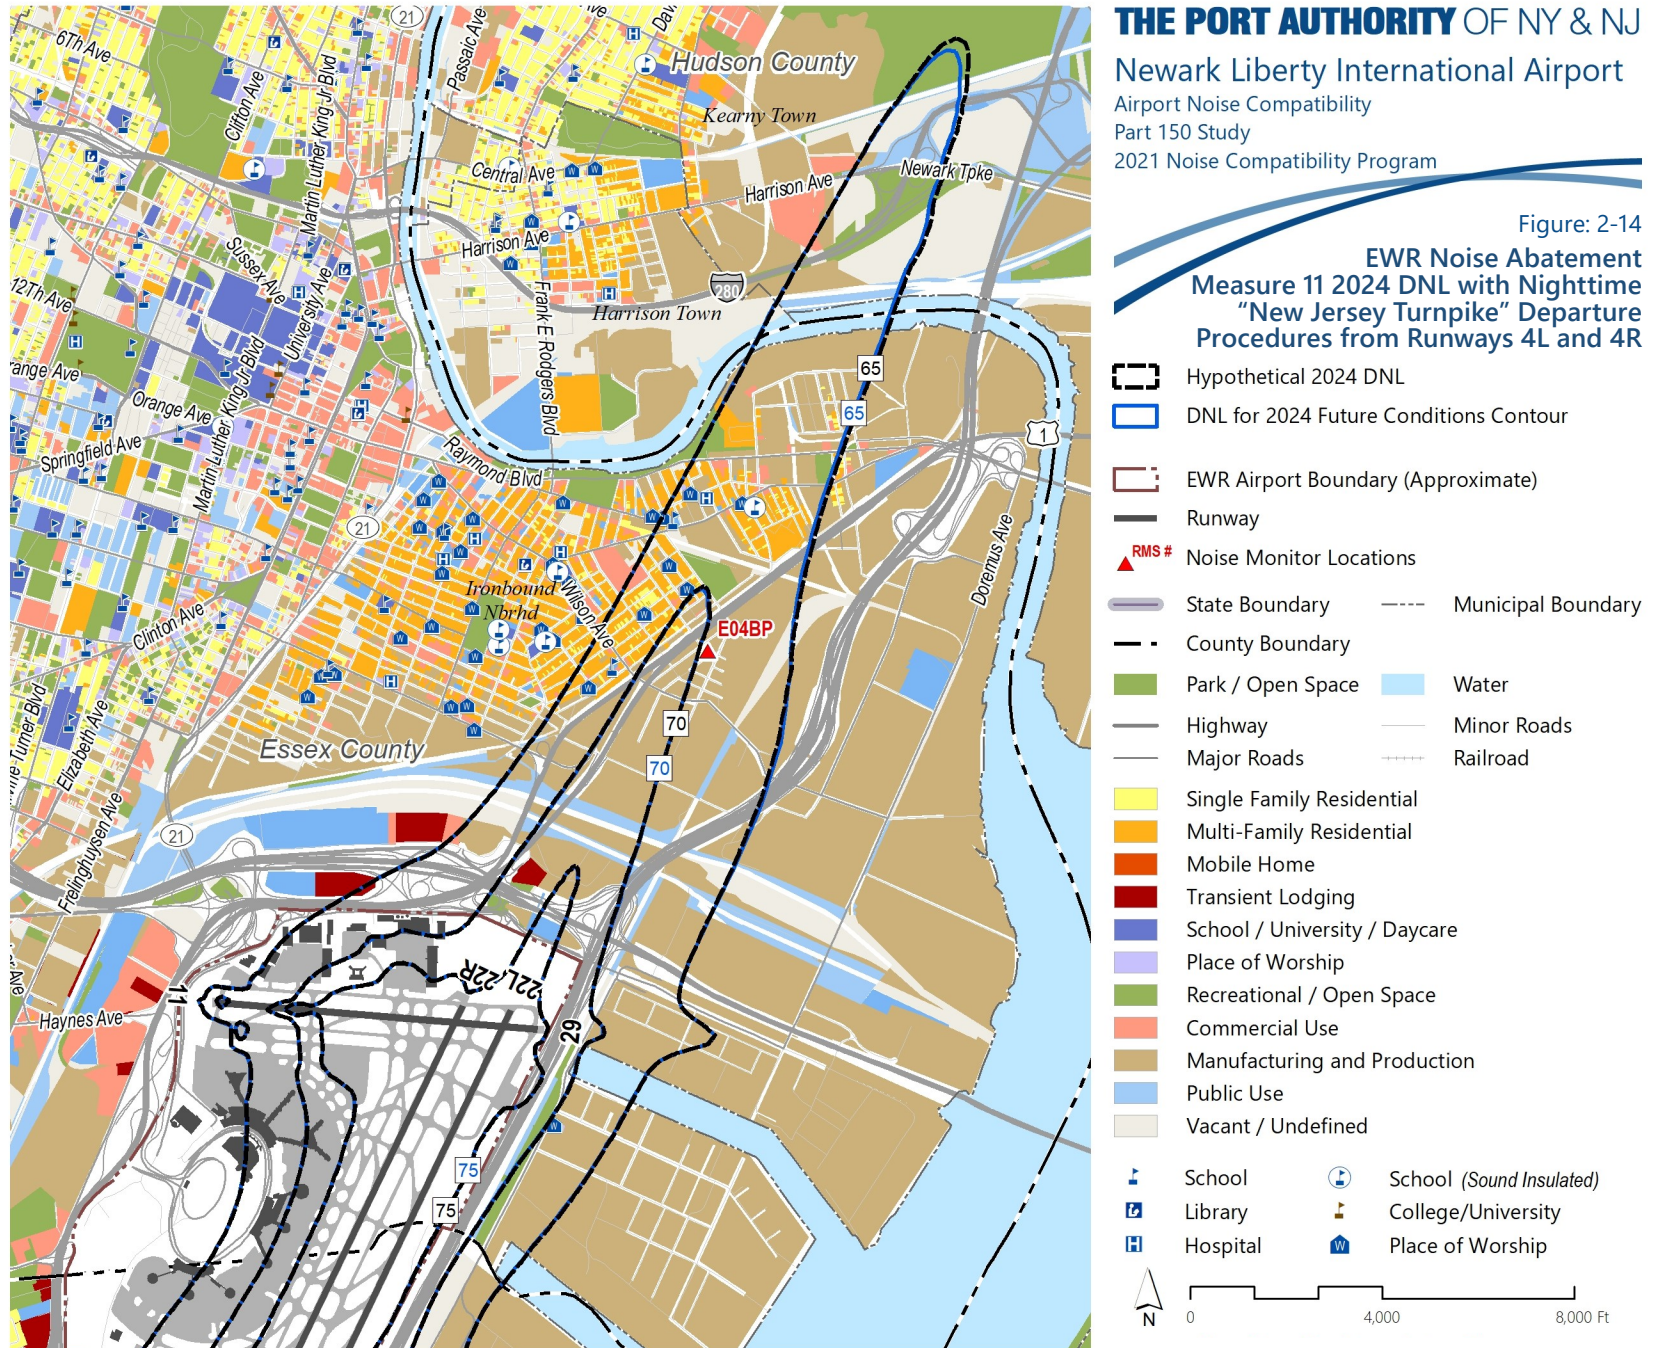 THE PORT AUTHORITY OF NY & NJ
Newark Liberty International Airport
Airport Noise Compatibility
Part 150 Study
2021 Noise Compatibility Program
Figure: 2-14
EWR Noise Abatement
Measure 11 2024 DNL with Nighttime
“New Jersey Turnpike” Departure
Procedures from Runways 4L and 4R
Hypothetical 2024 DNL
DNL for 2024 Future Conditions Contour
EWR Airport Boundary (Approximate)
Runway
RMS #
Noise Monitor Locations
State Boundary
Municipal Boundary
County Boundary
Park / Open Space
Water
Highway
Minor Roads
Major Roads
Railroad
Single Family Residential
Multi-Family Residential
Mobile Home
Transient Lodging
School / University / Daycare
Place of Worship
Recreational / Open Space
Commercial Use
Manufacturing and Production
Public Use
Vacant / Undefined
School
School (Sound Insulated)
Library
College/University
Hospital
Place of Worship
N
0
4,000
8,000 Ft
21
6Th Ave
Clifton Ave
Martin Luther King Jr Blvd
Passaic Ave
Hudson County
Kearny Town
Central Ave
Harrison Ave
Newark Tpke
Harrison Ave
Sussex Ave
University Ave
12Th Ave
280
Harrison Town
Frank E Rodgers Blvd
65
65
Orange Ave
Springfield Ave
Martin Luther King Jr Blvd
Raymond Blvd
1
21
Doremus Ave
Ironbound
Nbrhd
Wilson Ave
E04BP
Clinton Ave
70
70
Essex County
Elizabeth Ave
Frelinghuysen Ave
21
22L,22R
11
29
Haynes Ave
75
75